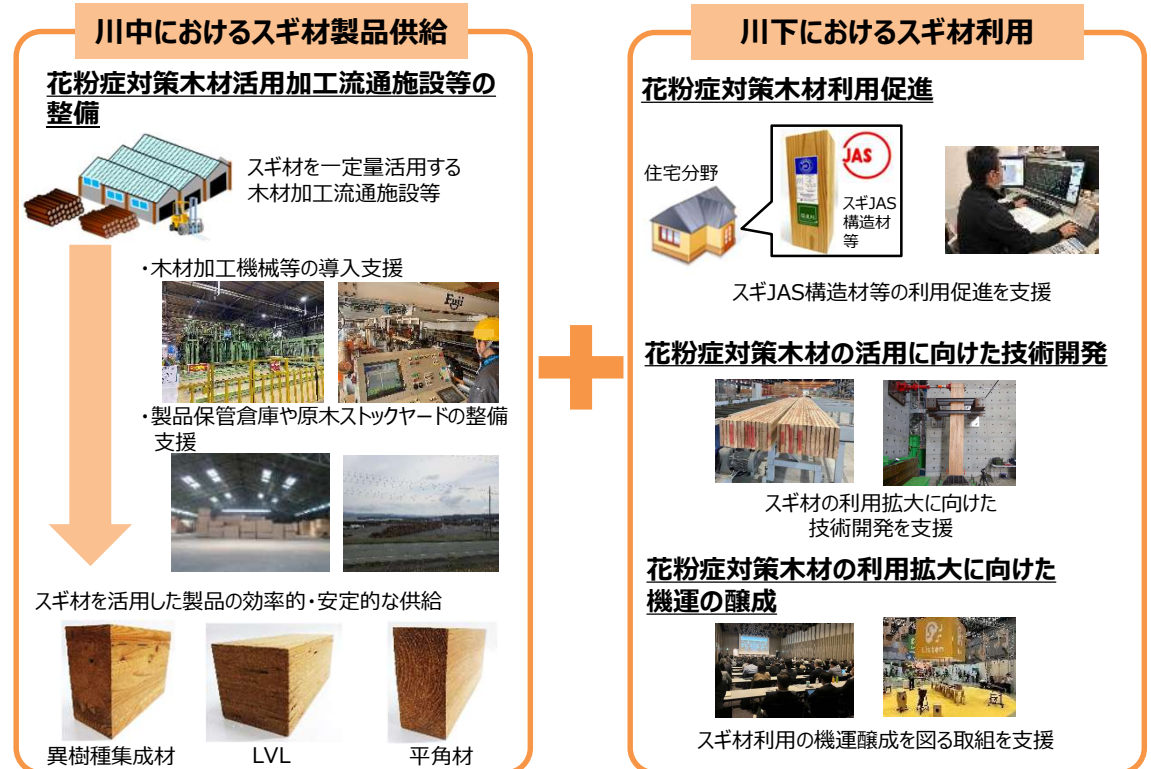 川中におけるスギ材製品供給
花粉症対策木材活用加工流通施設等の
整備
スギ材を一定量活用する
木材加工流通施設等
・木材加工機械等の導入支援
Fuji
・製品保管倉庫や原木ストックヤードの整備
支援
スギ材を活用した製品の効率的・安定的な供給
異樹種集成材
LVL
平角材
川下におけるスギ材利用
花粉症対策木材利用促進
住宅分野
JAS
スギJAS
構造材
等
スギJAS構造材等の利用促進を支援
花粉症対策木材の活用に向けた技術開発
スギ材の利用拡大に向けた
技術開発を支援
花粉症対策木材の利用拡大に向けた
機運の醸成
Listen
スギ材利用の機運醸成を図る取組を支援